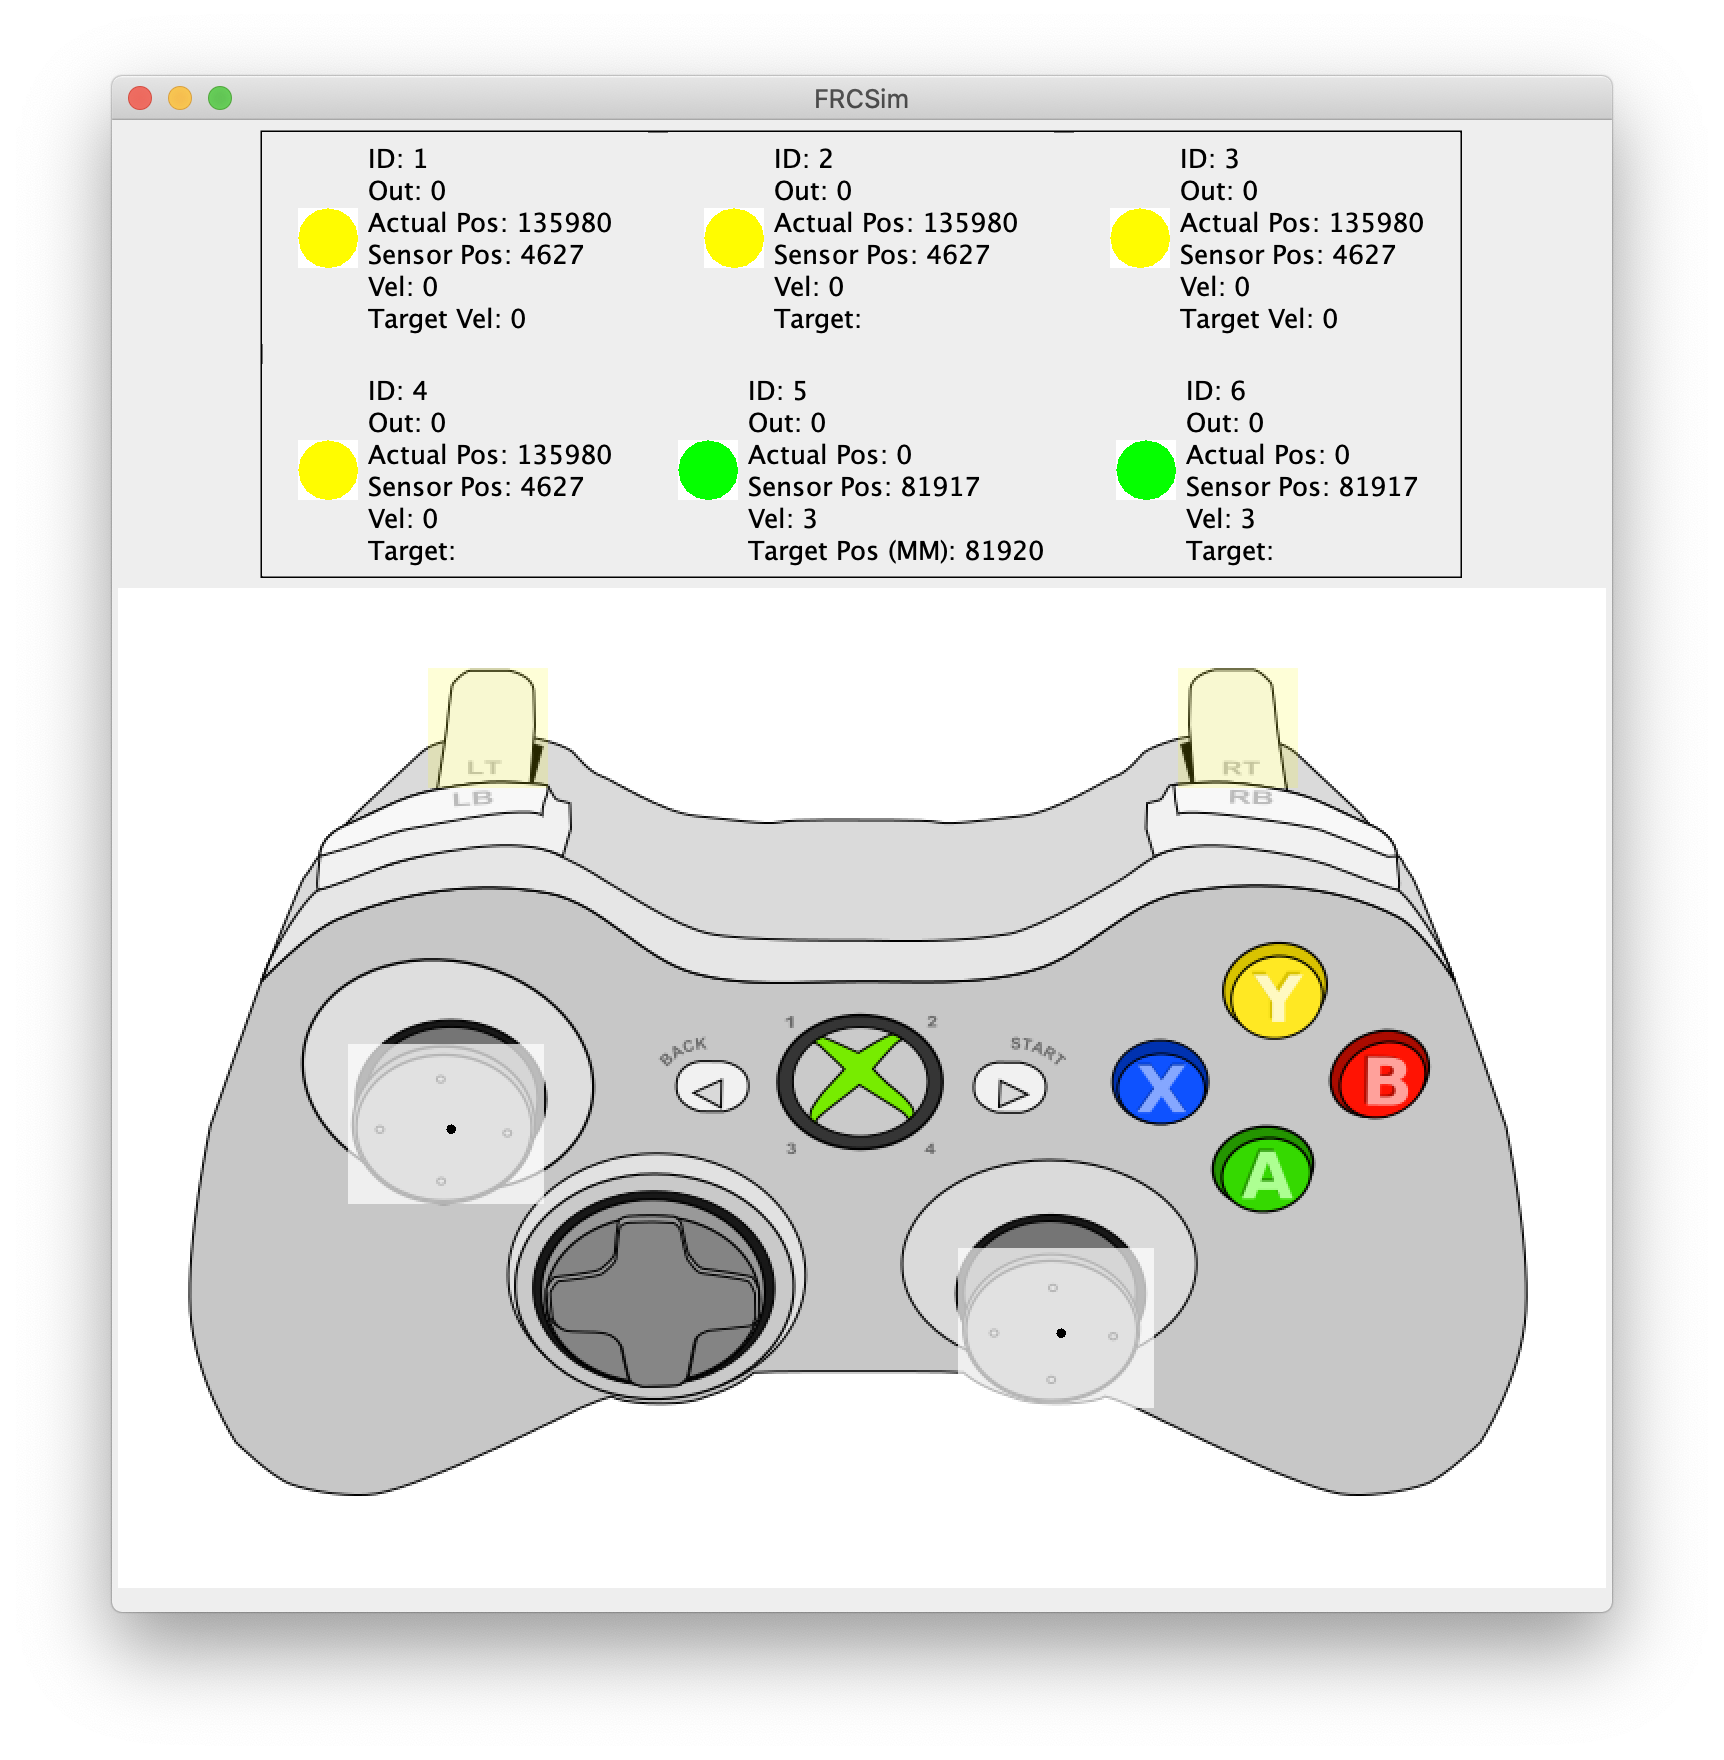 FRCSim
ID: 1
Out: 0
Actual Pos: 135980
Sensor Pos: 4627
Vel: 0
Target Vel: 0
ID: 2
Out: 0
Actual Pos: 135980
Sensor Pos: 4627
Vel: 0
Target:
ID: 3
Out: 0
Actual Pos: 135980
Sensor Pos: 4627
Vel: 0
Target Vel: 0
ID: 4
Out: 0
Actual Pos: 135980
Sensor Pos: 4627
Vel: 0
Target:
ID: 5
Out: 0
Actual Pos: 0
Sensor Pos: 81917
Vel: 3
Target Pos (MM): 81920
ID: 6
Out: 0
Actual Pos: 0
Sensor Pos: 81917
Vel: 3
Target:
LT
LB
RT
RB
BACK
1
2
3
4
START
Y
X
B
A